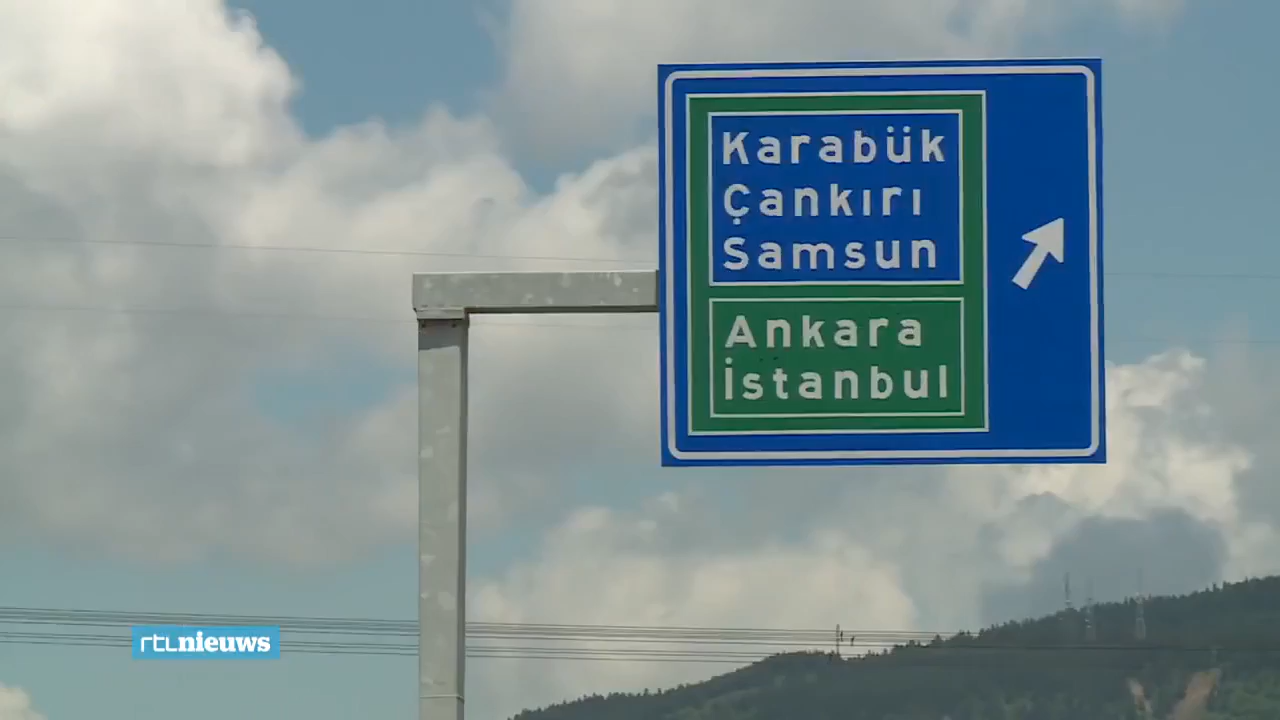 Karabük
Çankırı
Samsun
Ankara
İstanbul
rtlnieuws